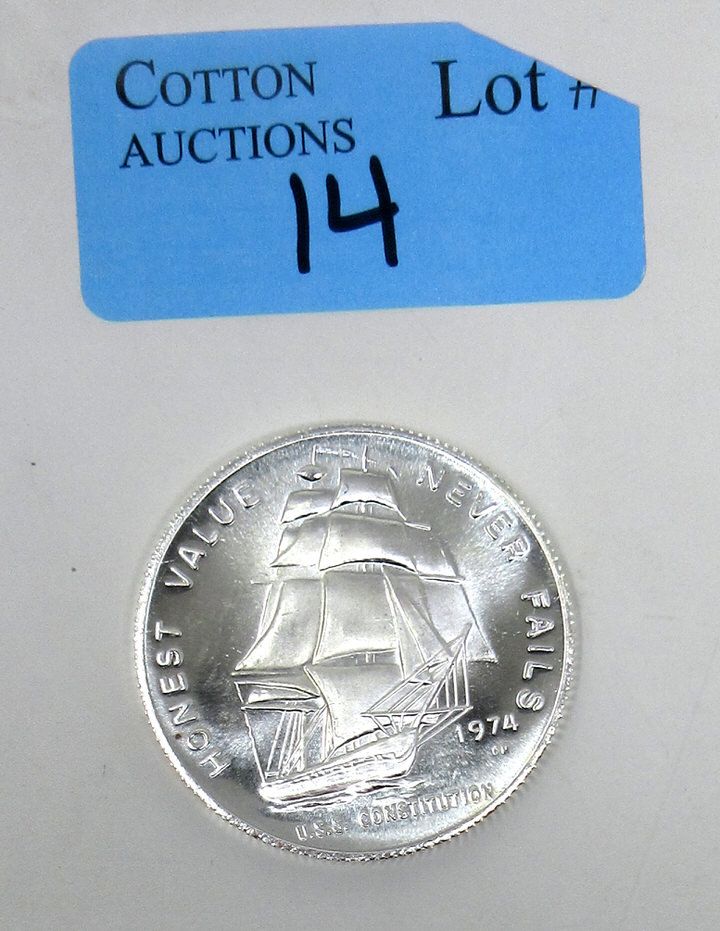 COTTON
AUCTIONS
Lot #
14
HONEST VALUE NEVER FAILS
1974
U.S.S. CONSTITUTION